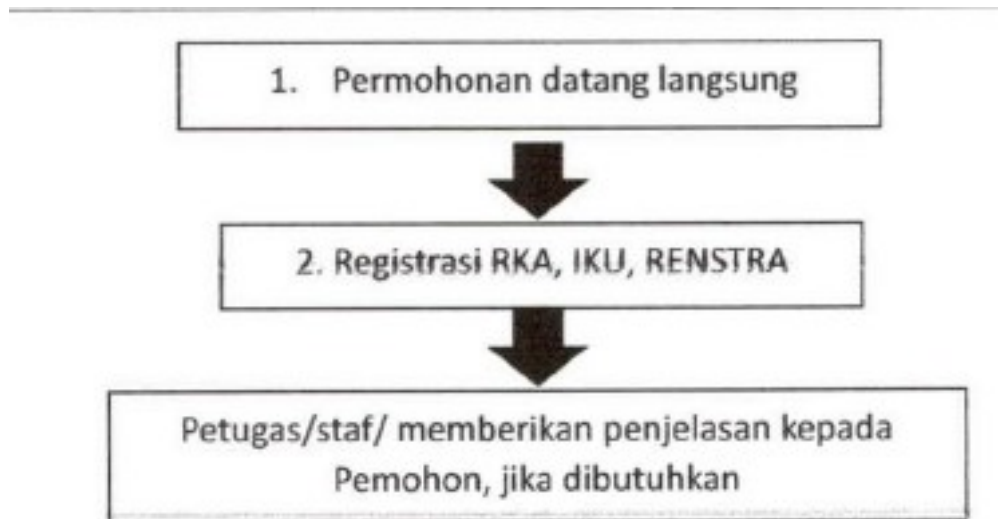 1. Permohonan datang langsung
2. Registrasi RKA, IKU, RENSTRA
Petugas/staf/ memberikan penjelasan kepada
Pemohon, jika dibutuhkan